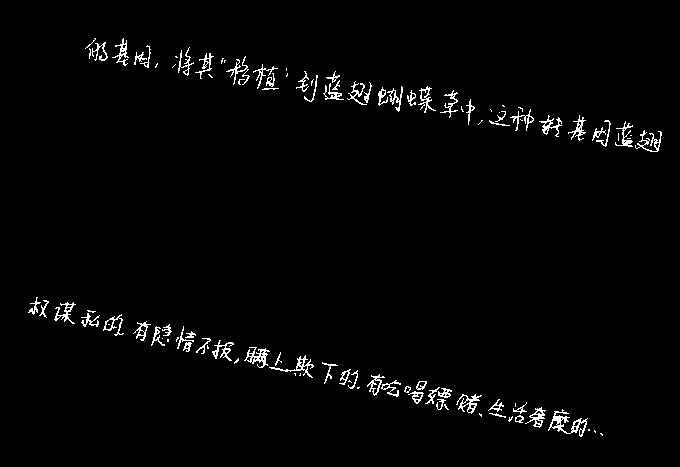 的基因,将其“移植”到蓝翅蝴蝶草中,这种转基因蓝翅
权谋私的.有隐情不报,瞒上欺下的.有吃喝嫖赌、生活奢糜的…